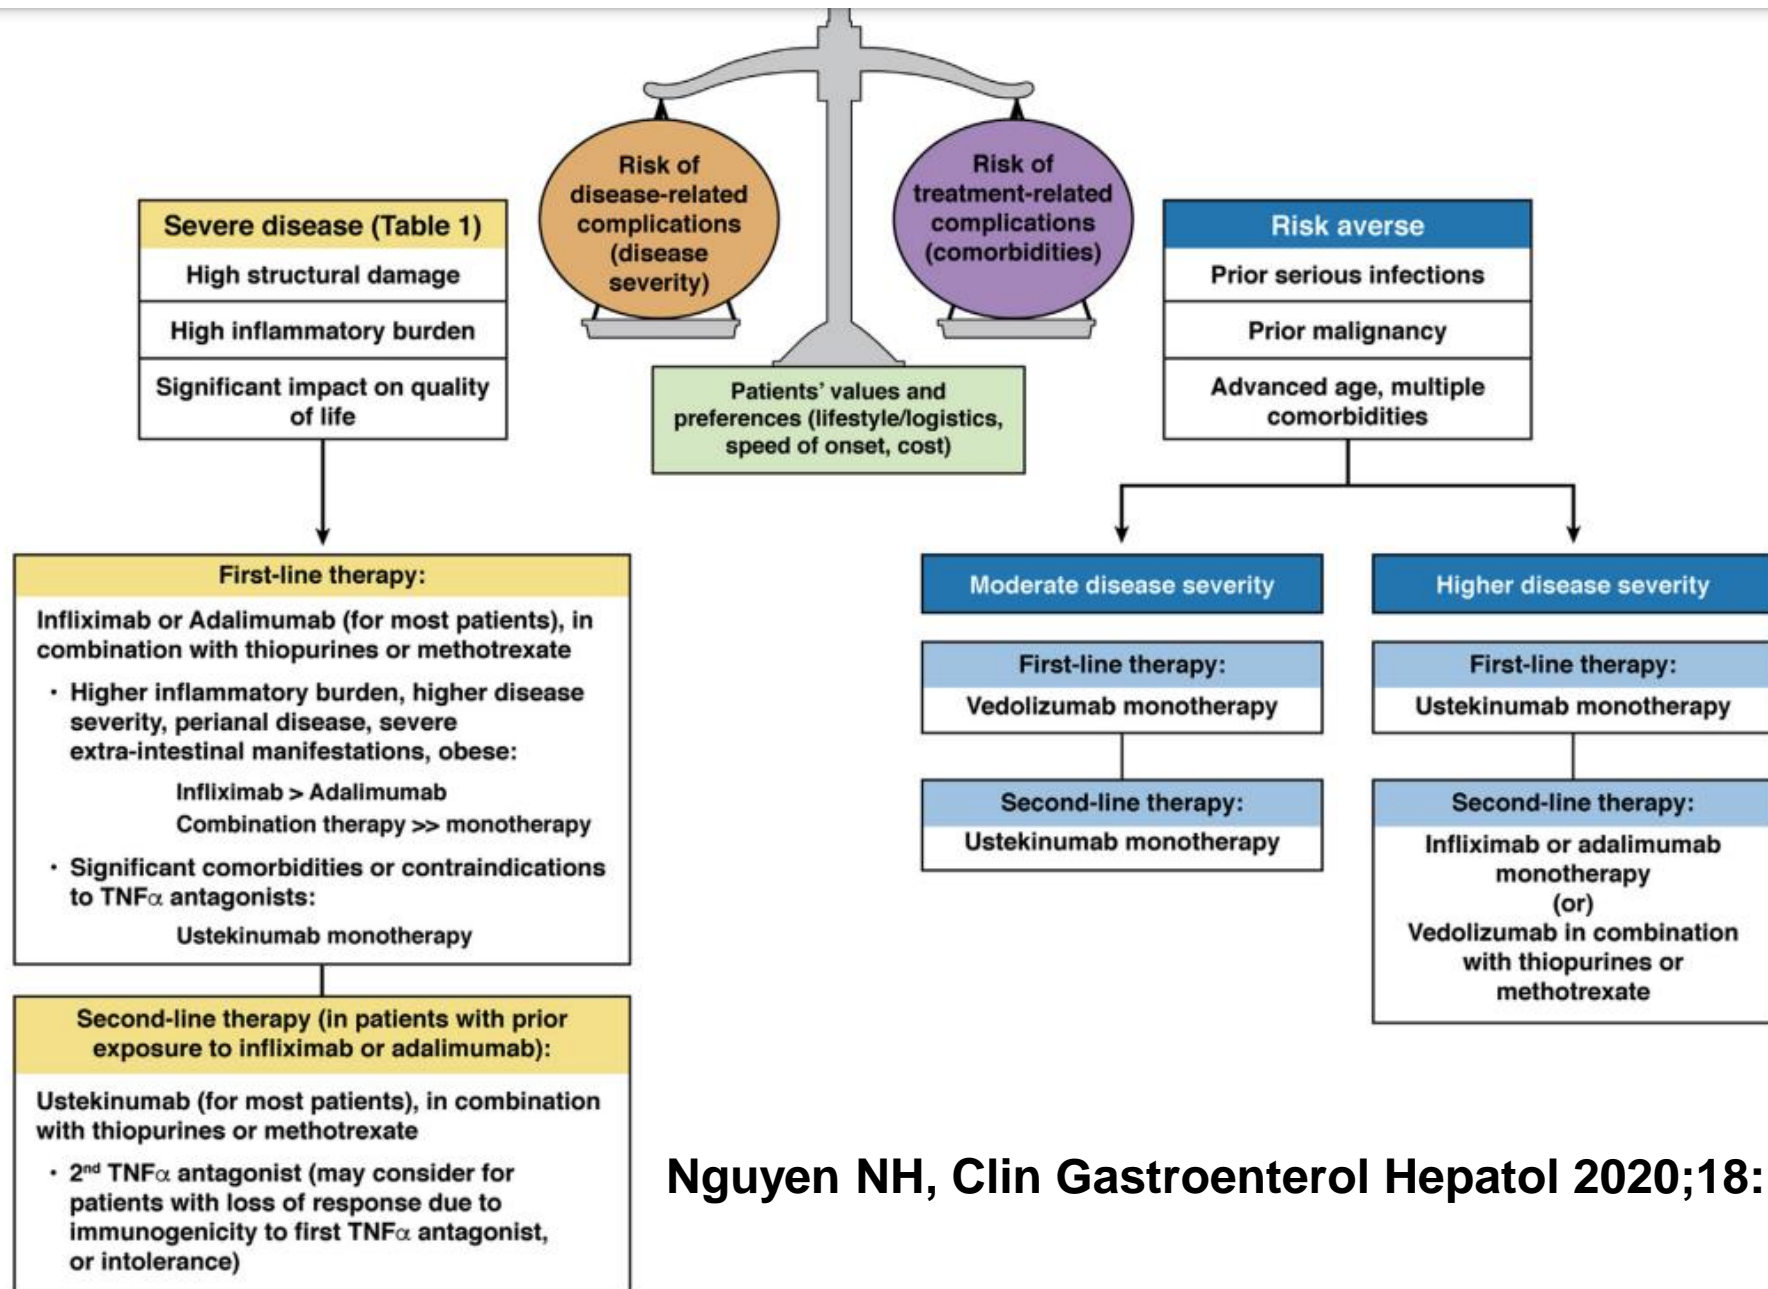 Risk of
disease-related
complications
(disease
severity)
Risk of
treatment-related
complications
(comorbidities)
Patients’ values and
preferences (lifestyle/logistics,
speed of onset, cost)
Severe disease (Table 1)
High structural damage
High inflammatory burden
Significant impact on quality
of life
First-line therapy:
Infliximab or Adalimumab (for most patients), in
combination with thiopurines or methotrexate
· Higher inflammatory burden, higher disease
severity, perianal disease, severe
extra-intestinal manifestations, obese:
Infliximab > Adalimumab
Combination therapy >> monotherapy
· Significant comorbidities or contraindications
to TNFα antagonists:
Ustekinumab monotherapy
Second-line therapy (in patients with prior
exposure to infliximab or adalimumab):
Ustekinumab (for most patients), in combination
with thiopurines or methotrexate
· 2nd TNFα antagonist (may consider for
patients with loss of response due to
immunogenicity to first TNFα antagonist,
or intolerance)
Risk averse
Prior serious infections
Prior malignancy
Advanced age, multiple
comorbidities
Moderate disease severity
First-line therapy:
Vedolizumab monotherapy
Second-line therapy:
Ustekinumab monotherapy
Higher disease severity
First-line therapy:
Ustekinumab monotherapy
Second-line therapy:
Infliximab or adalimumab
monotherapy
(or)
Vedolizumab in combination
with thiopurines or
methotrexate
Nguyen NH, Clin Gastroenterol Hepatol 2020;18: